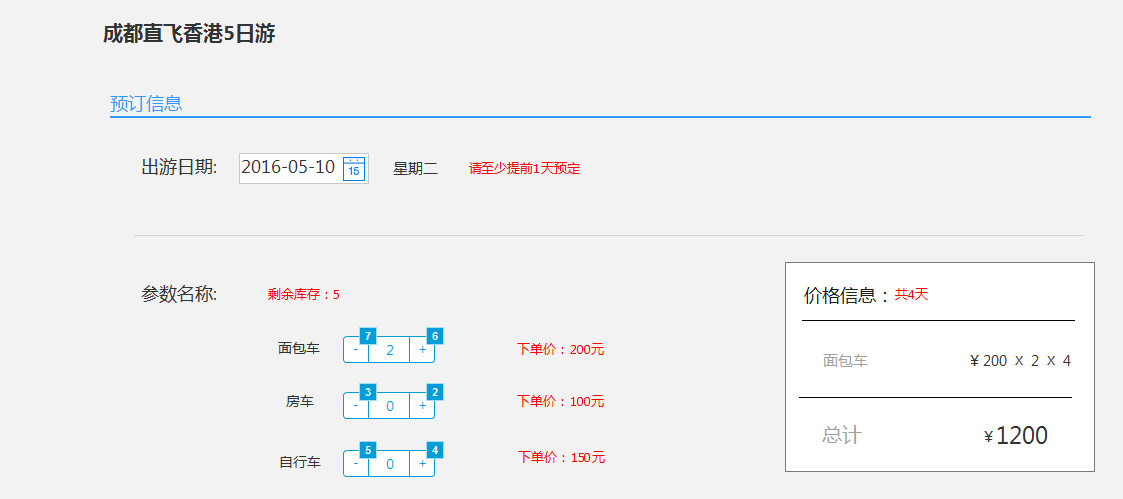 成都直飞香港5日游
预订信息
出游日期: 2016-05-10 15 星期二 请至少提前1天预定
参数名称: 剩余库存：5
价格信息：共4天
7 6
面包车 - 2 + 下单价：200元
面包车 ￥200 X 2 X 4
3 2
房车 - 0 + 下单价：100元
总计 ￥1200
5 4
自行车 - 0 + 下单价：150元